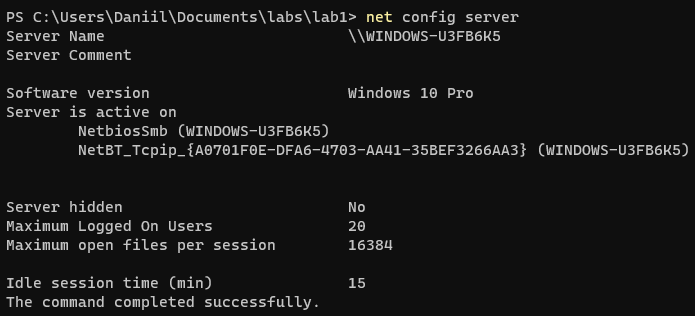 PS C:\Users\Daniil\Documents\labs\lab1> net config server
Server Name                           \\WINDOWS-U3FB6K5
Server Comment
Software version                      Windows 10 Pro
Server is active on
        NetbiosSmb (WINDOWS-U3FB6K5)
        NetBT_Tcpip_{A0701F0E-DFA6-4703-AA41-35BEF3266AA3} (WINDOWS-U3FB6K5)
Server hidden                         No
Maximum Logged On Users               20
Maximum open files per session        16384
Idle session time (min)               15
The command completed successfully.